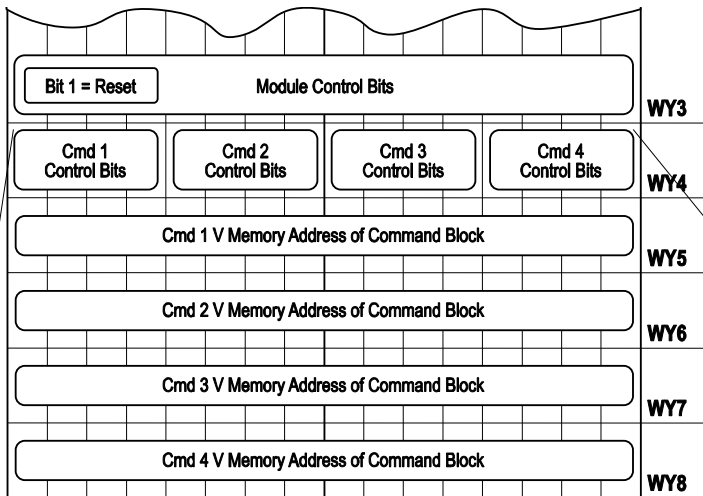 Bit 1 = Reset
Module Control Bits
WY3
Cmd 1
Control Bits
Cmd 2
Control Bits
Cmd 3
Control Bits
Cmd 4
Control Bits
WY4
Cmd 1 V Memory Address of Command Block
WY5
Cmd 2 V Memory Address of Command Block
WY6
Cmd 3 V Memory Address of Command Block
WY7
Cmd 4 V Memory Address of Command Block
WY8